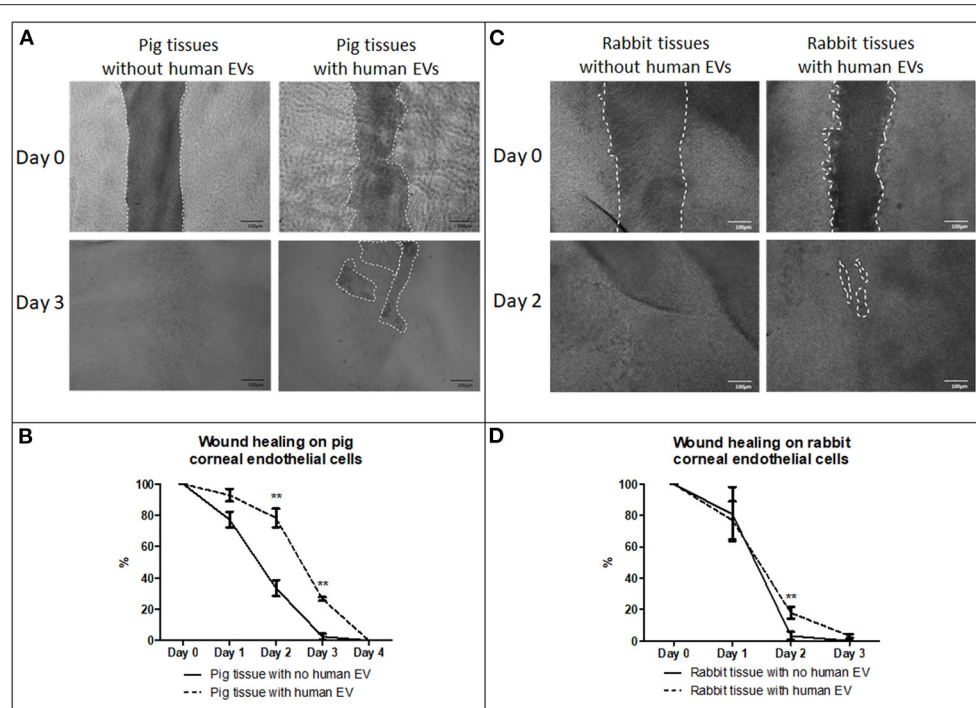 A
Pig tissues
without human EVs
Pig tissues
with human EVs
Day 0
100µm
100µm
Day 3
100µm
100µm
C
Rabbit tissues
without human EVs
Rabbit tissues
with human EVs
Day 0
100µm
100µm
Day 2
100µm
100µm
B
Wound healing on pig
corneal endothelial cells
100
80
60
40
20
0
%
**
**
Day 0 Day 1 Day 2 Day 3 Day 4
Pig tissue with no human EV
Pig tissue with human EV
D
Wound healing on rabbit
corneal endothelial cells
100
80
60
40
20
0
%
**
Day 0 Day 1 Day 2 Day 3
Rabbit tissue with no human EV
Rabbit tissue with human EV